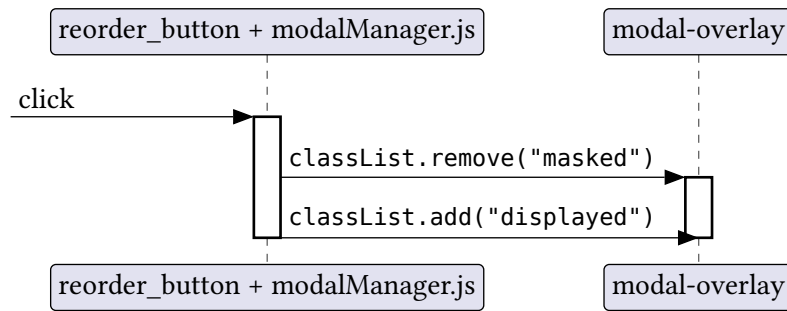 reorder_button + modalManager.js
modal-overlay
click
classList.remove("masked")
classList.add("displayed")
reorder_button + modalManager.js
modal-overlay